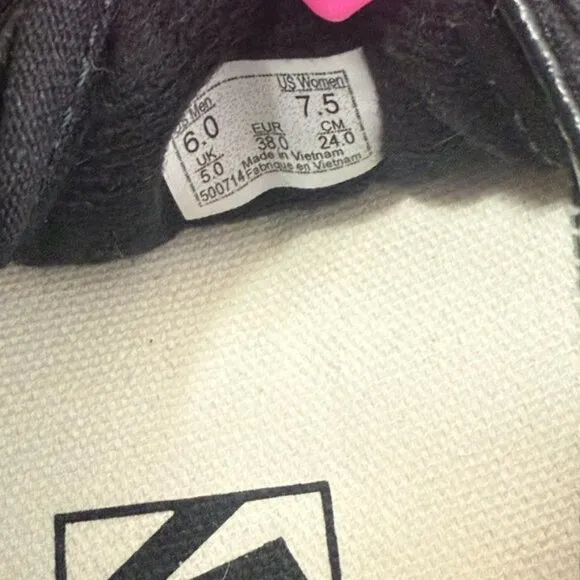 US Men US Women
6.0 7.5
UK EUR CM
5.0 38.0 24.0
Made in Vietnam
500714 Fabrique en Vietnam